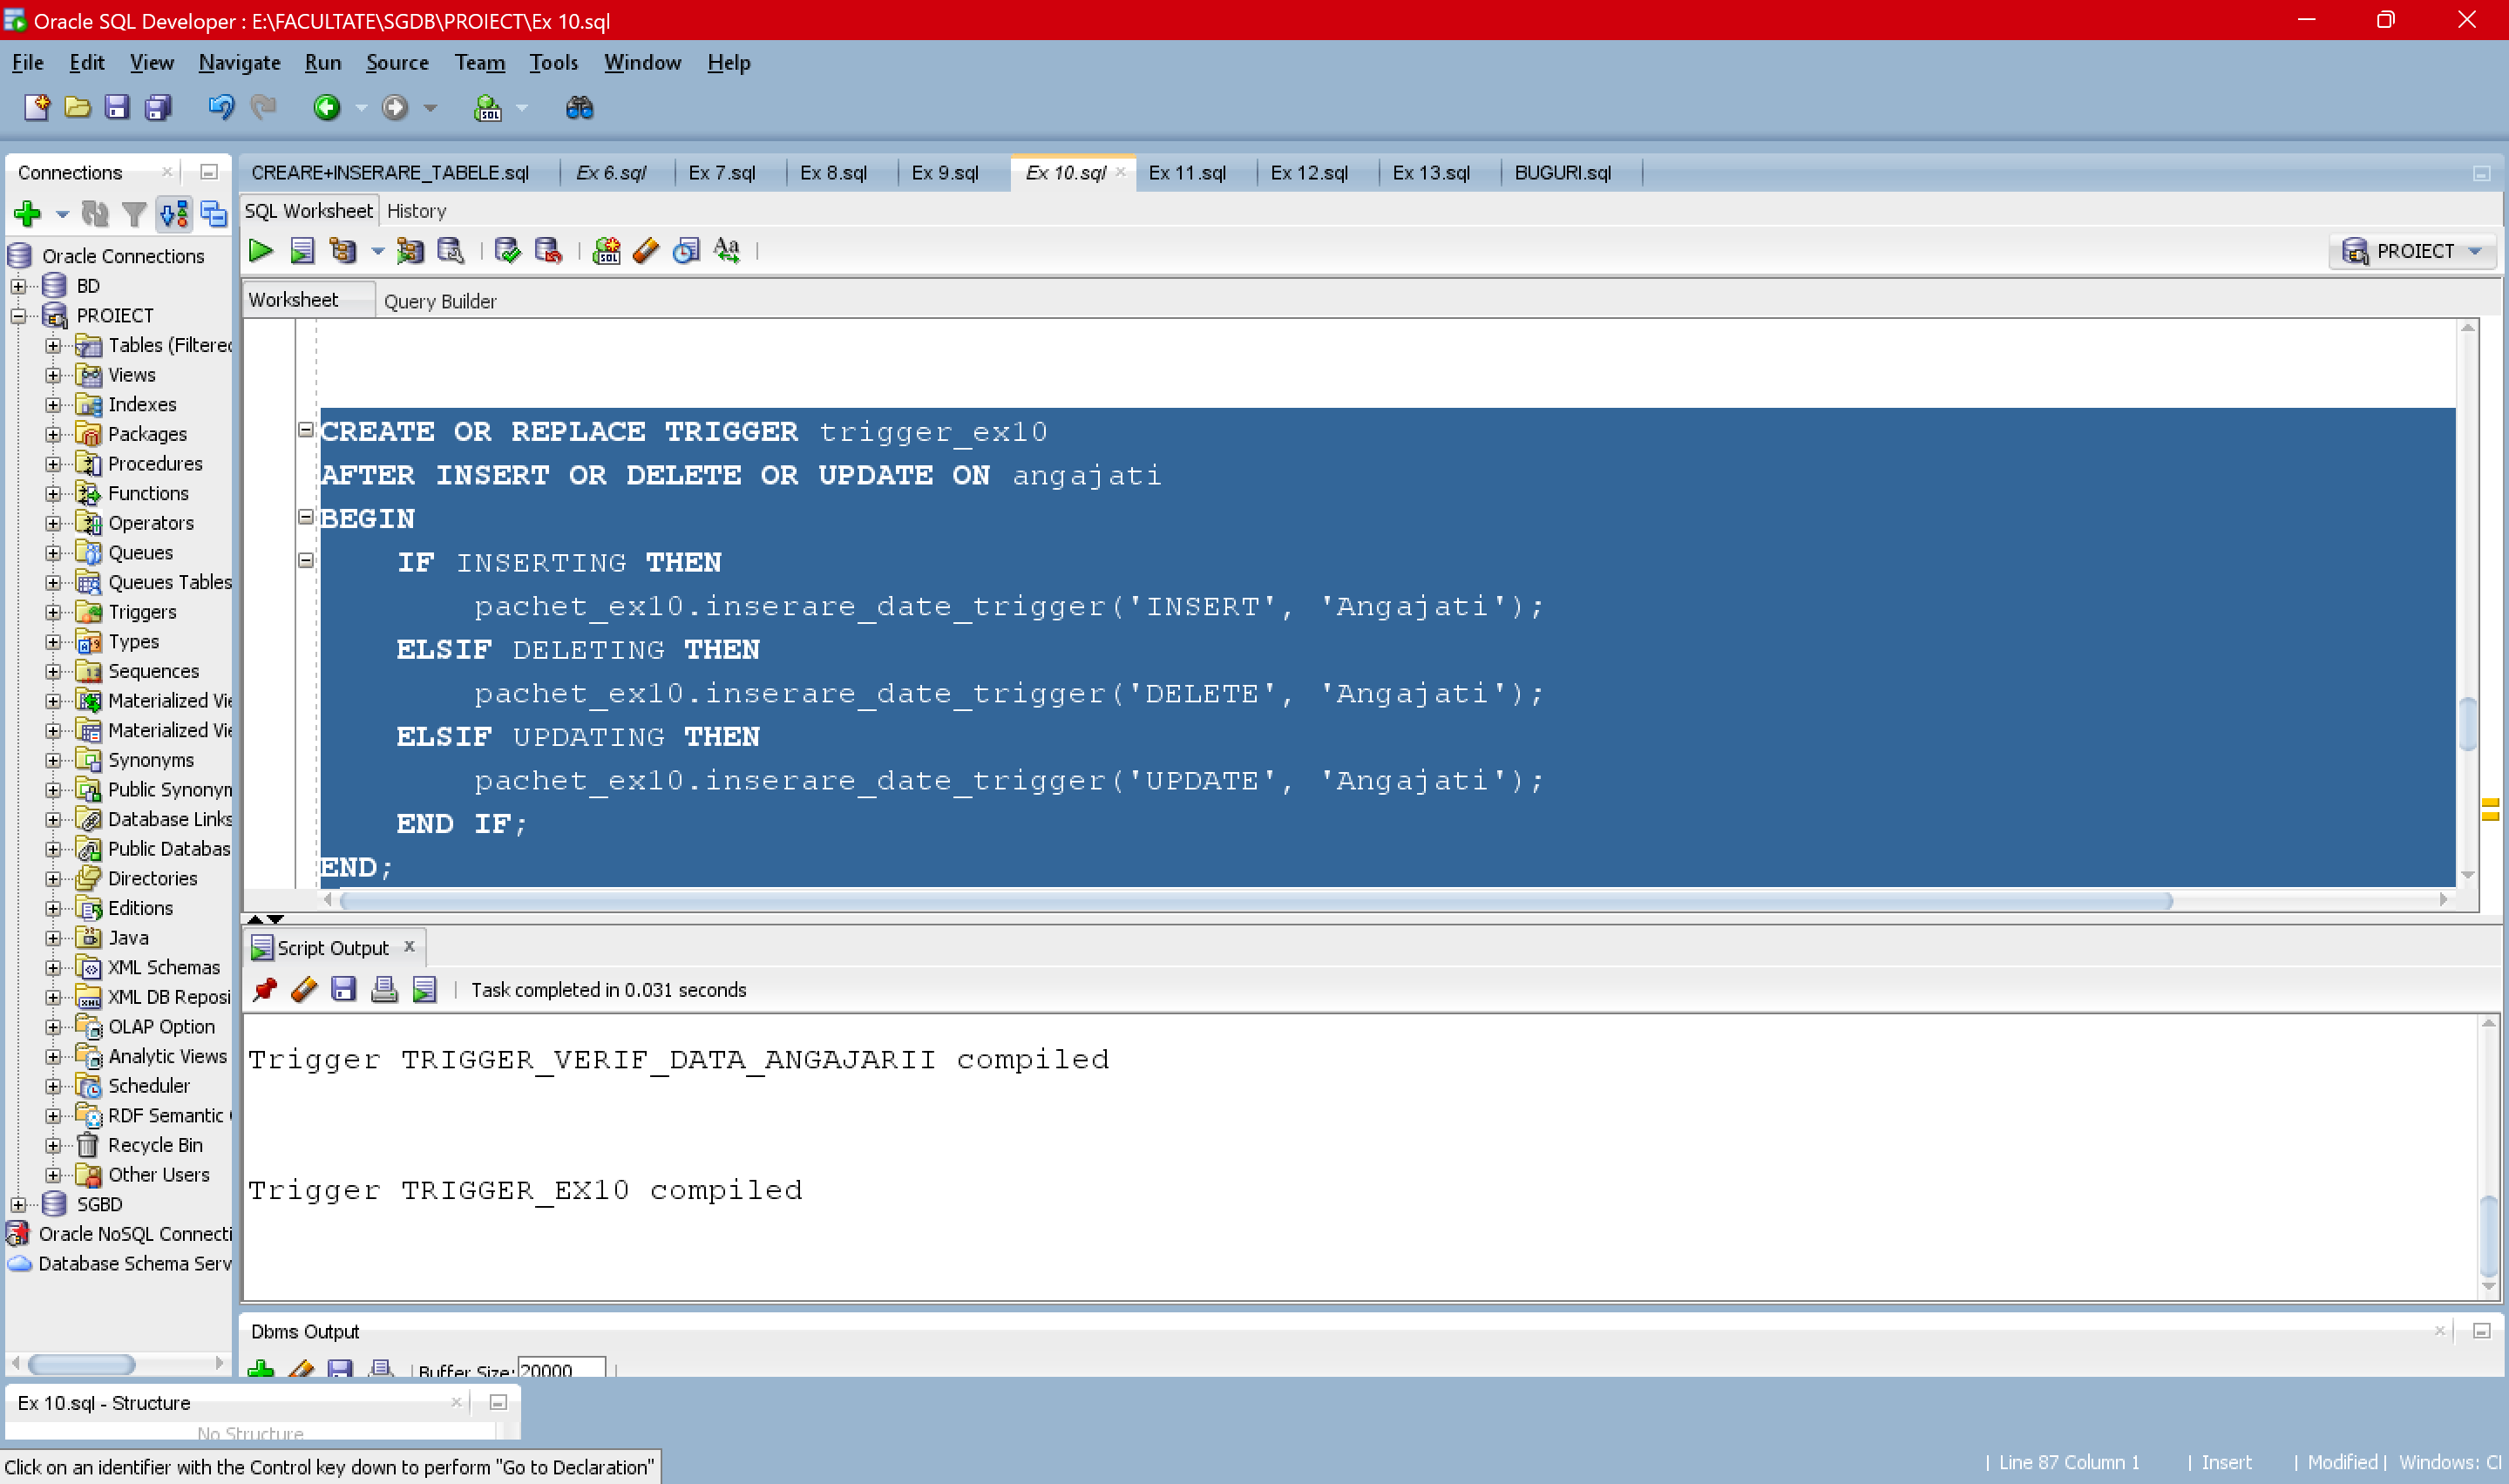 Oracle SQL Developer : E:\FACULTATE\SGDB\PROIECT\Ex 10.sql
File Edit View Navigate Run Source Team Tools Window Help
Connections
CREARE+INSERARE_TABELE.sql Ex 6.sql Ex 7.sql Ex 8.sql Ex 9.sql Ex 10.sql Ex 11.sql Ex 12.sql Ex 13.sql BUGURI.sql
SQL Worksheet History
PROIECT
Worksheet Query Builder
Oracle Connections
BD
PROIECT
Tables (Filtered
Views
Indexes
Packages
Procedures
Functions
Operators
Queues
Queues Tables
Triggers
Types
Sequences
Materialized Vie
Materialized Vie
Synonyms
Public Synonym
Database Links
Public Databas
Directories
Editions
Java
XML Schemas
XML DB Reposi
OLAP Option
Analytic Views
Scheduler
RDF Semantic
Recycle Bin
Other Users
SGBD
Oracle NoSQL Connecti
Database Schema Serv
CREATE OR REPLACE TRIGGER trigger_ex10
AFTER INSERT OR DELETE OR UPDATE ON angajati
BEGIN
IF INSERTING THEN
pachet_ex10.inserare_date_trigger('INSERT', 'Angajati');
ELSIF DELETING THEN
pachet_ex10.inserare_date_trigger('DELETE', 'Angajati');
ELSIF UPDATING THEN
pachet_ex10.inserare_date_trigger('UPDATE', 'Angajati');
END IF;
END;
Script Output
Task completed in 0.031 seconds
Trigger TRIGGER_VERIF_DATA_ANGAJARII compiled
Trigger TRIGGER_EX10 compiled
Dbms Output
Buffer Size: 20000
Ex 10.sql - Structure
No Structure
Click on an identifier with the Control key down to perform "Go to Declaration"
Line 87 Column 1 | Insert | Modified | Windows: Cl